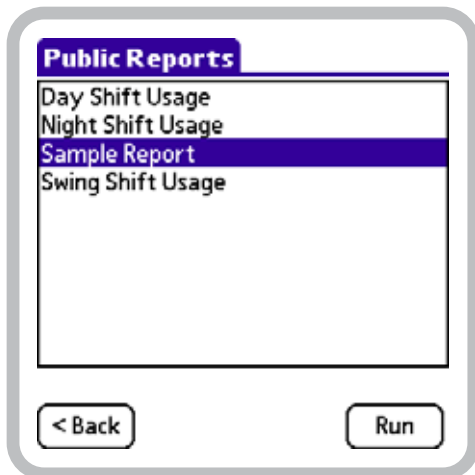 Public Reports
Day Shift Usage
Night Shift Usage
Sample Report
Swing Shift Usage
< Back
Run